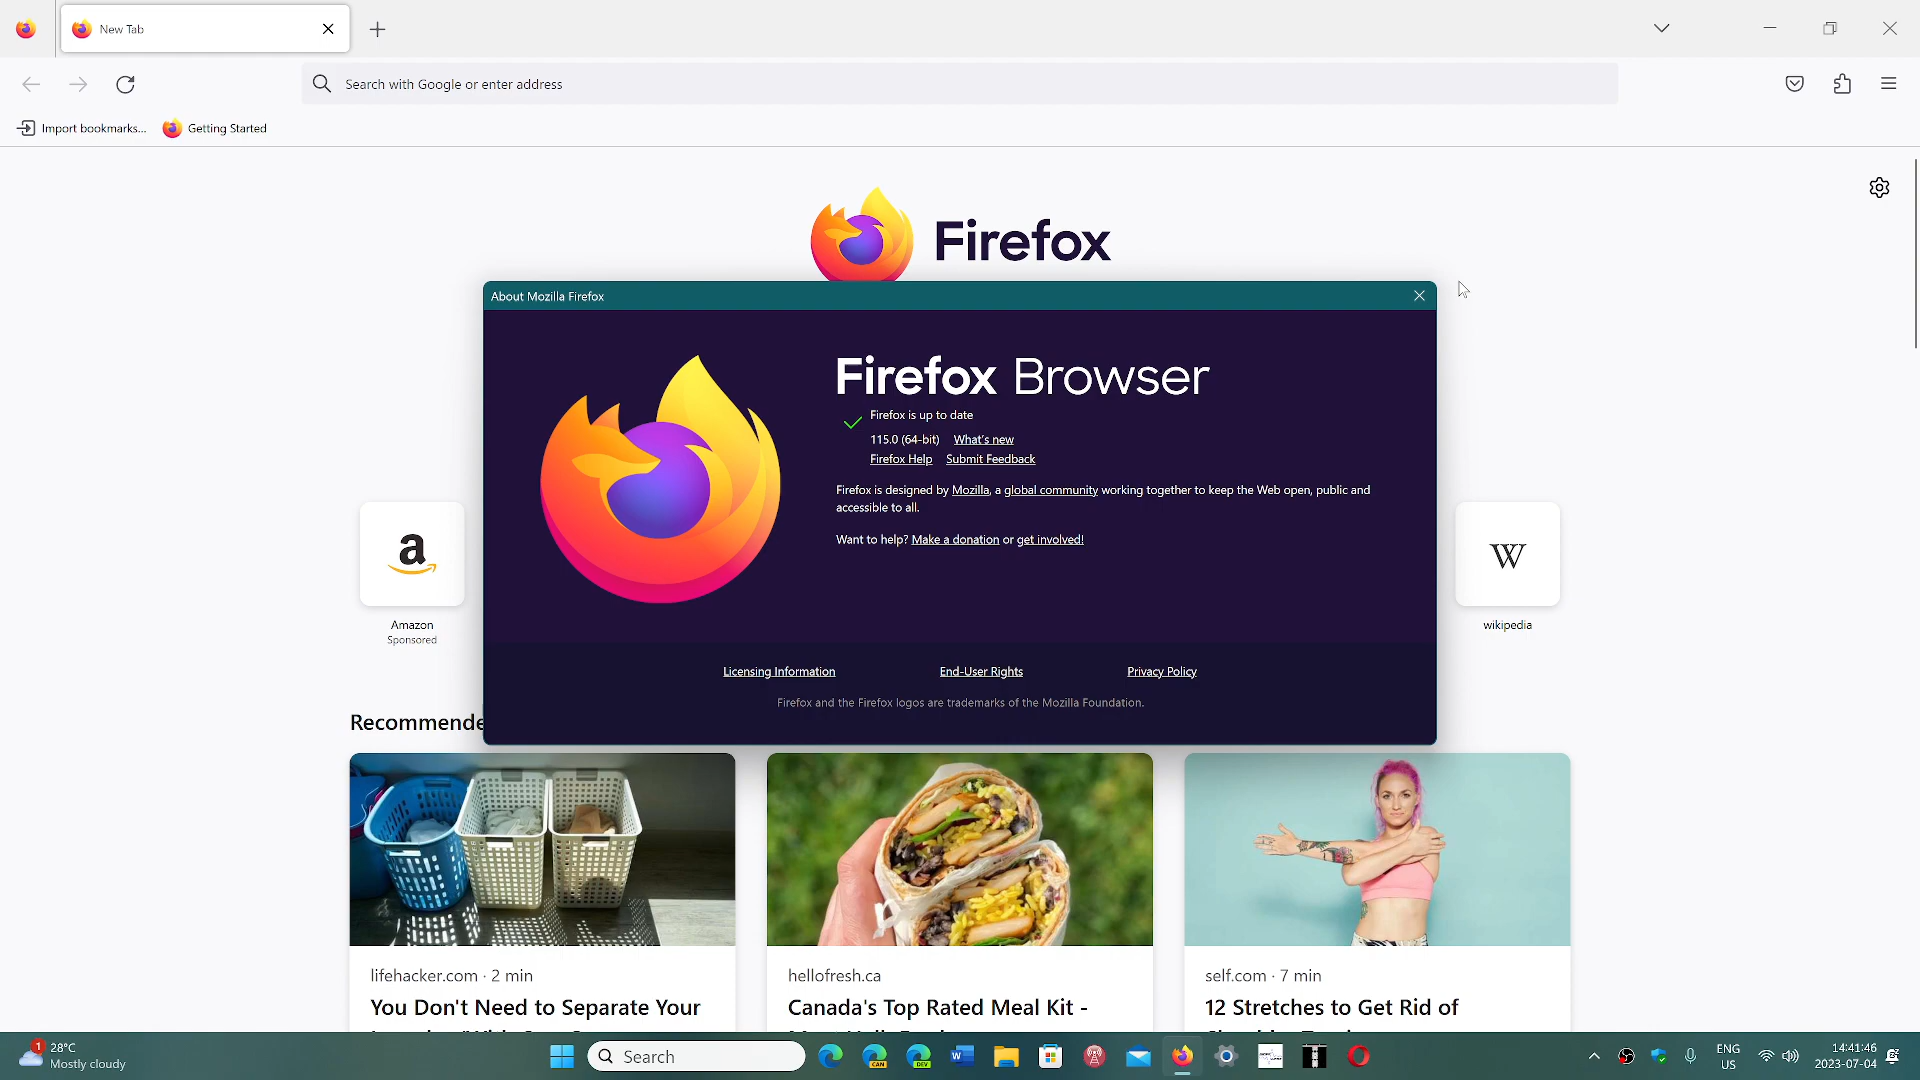 New Tab
Search with Google or enter address
Import bookmarks...
Getting Started
Firefox
About Mozilla Firefox
Firefox Browser
Firefox is up to date
115.0 (64-bit) What's new
Firefox Help Submit Feedback
Firefox is designed by Mozilla, a global community working together to keep the Web open, public and
accessible to all.
Want to help? Make a donation or get involved!
Licensing Information End-User Rights Privacy Policy
Firefox and the Firefox logos are trademarks of the Mozilla Foundation.
a
Amazon
Sponsored
W
wikipedia
Recommende
lifehacker.com · 2 min
You Don't Need to Separate Your
hellofresh.ca
Canada's Top Rated Meal Kit -
self.com · 7 min
12 Stretches to Get Rid of
1
28°C
Mostly cloudy
Search
CAN
DEV
W
ENG
US
14:41:46
2023-07-04